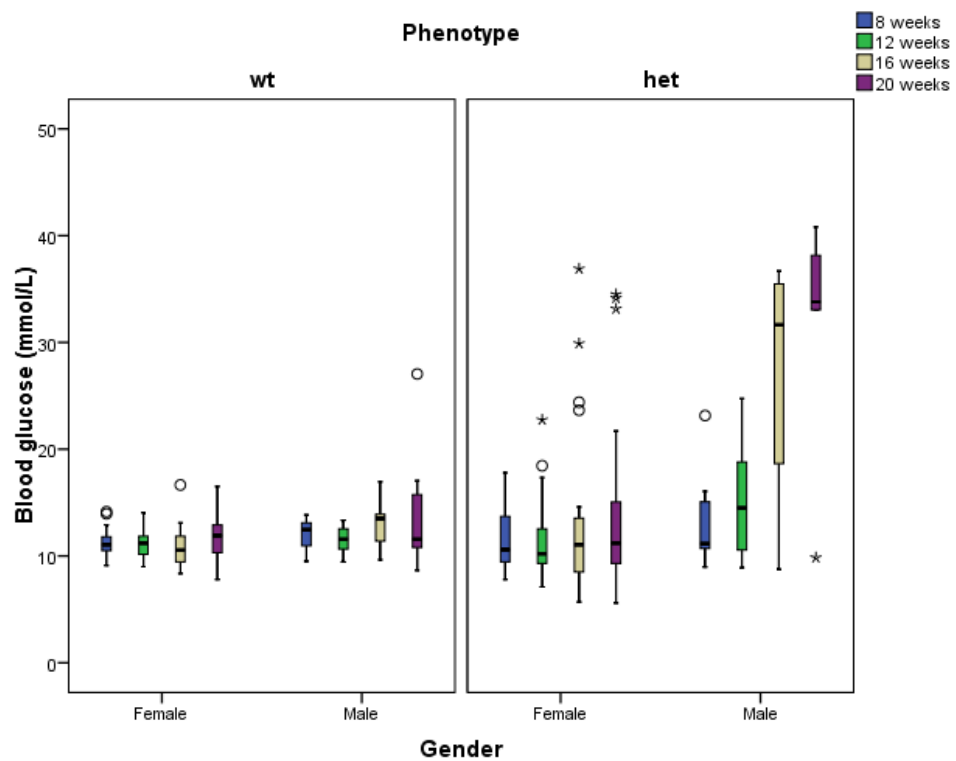 Phenotype
8 weeks
12 weeks
16 weeks
20 weeks
wt
het
50
40
30
20
10
0
Blood glucose (mmol/L)
Female
Male
Female
Male
Gender